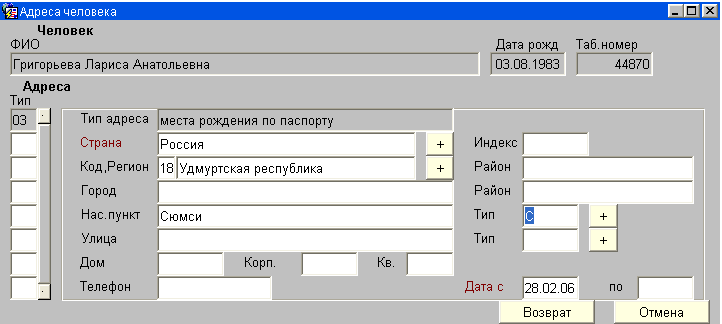 Адреса человека
Человек
ФИО Дата рожд Таб.номер
Григорьева Лариса Анатольевна 03.08.1983 44870
Адреса
Тип
03 Тип адреса места рождения по паспорту
Страна Россия + Индекс
Код,Регион 18 Удмуртская республика + Район
Город Район
Нас.пункт Сюмси Тип С +
Улица Тип +
Дом Корп. Кв.
Телефон Дата с 28.02.06 по
Возврат Отмена